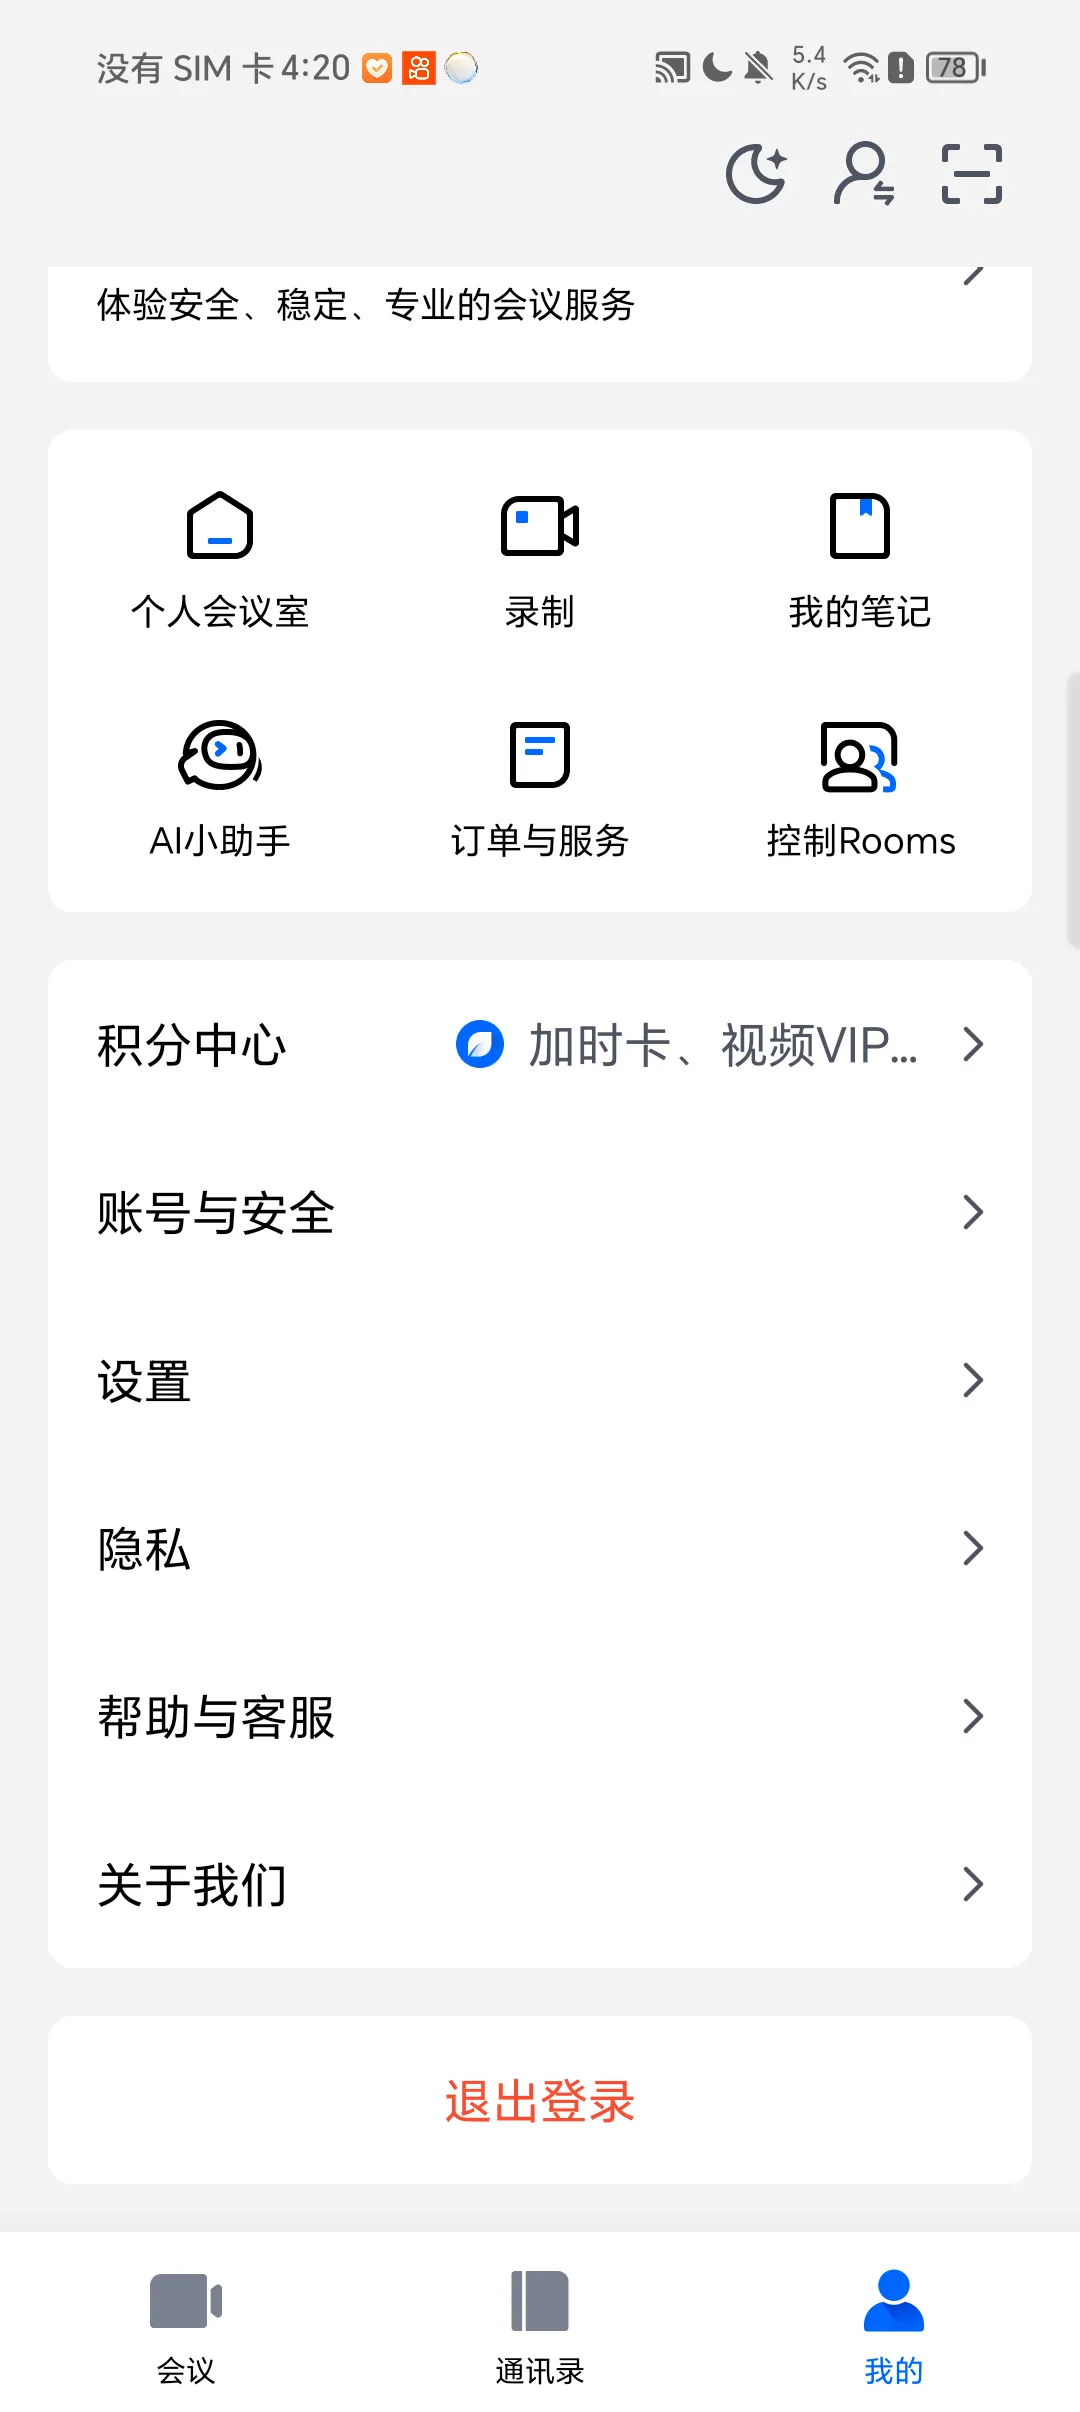 没有 SIM 卡 4:20
5.4
K/s
78
体验安全、稳定、专业的会议服务
个人会议室
录制
我的笔记
AI小助手
订单与服务
控制Rooms
积分中心
加时卡、视频VIP...
账号与安全
设置
隐私
帮助与客服
关于我们
退出登录
会议
通讯录
我的